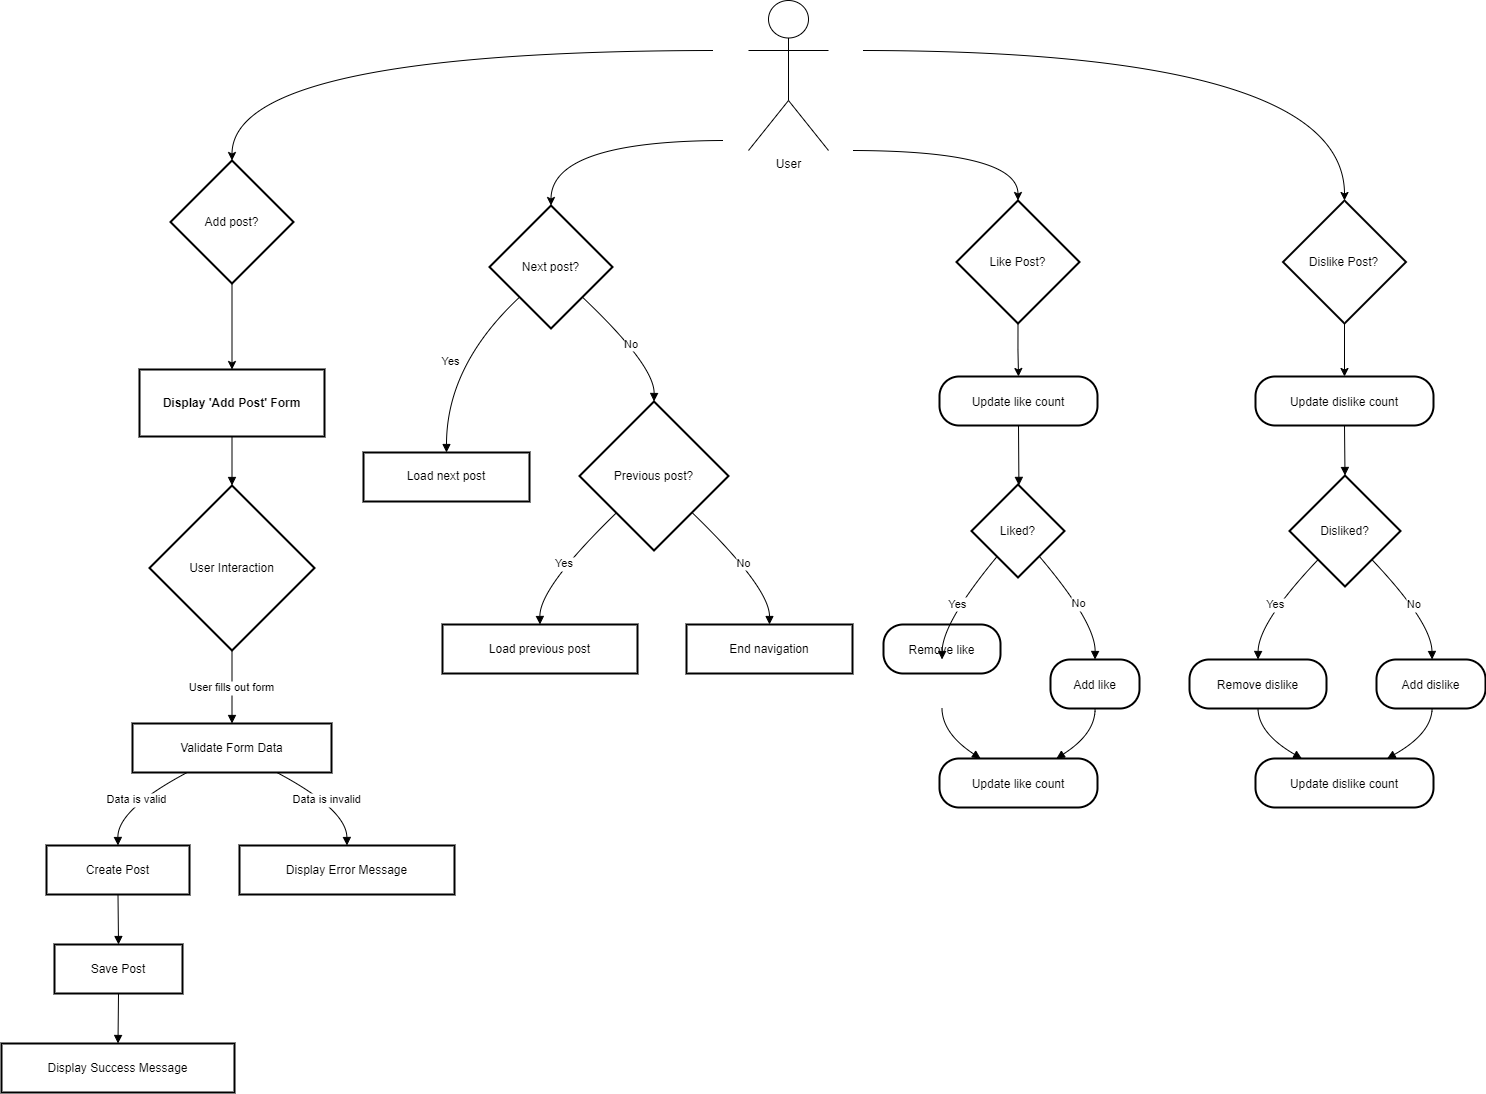 User
Add post?
Next post?
Like Post?
Dislike Post?
No
Yes
Display 'Add Post' Form
Update like count
Update dislike count
Load next post
Previous post?
Liked?
Disliked?
User Interaction
Yes
No
Yes
No
Yes
No
Load previous post
End navigation
Remove like
Add like
Remove dislike
Add dislike
User fills out form
Validate Form Data
Update like count
Update dislike count
Data is valid
Data is invalid
Create Post
Display Error Message
Save Post
Display Success Message